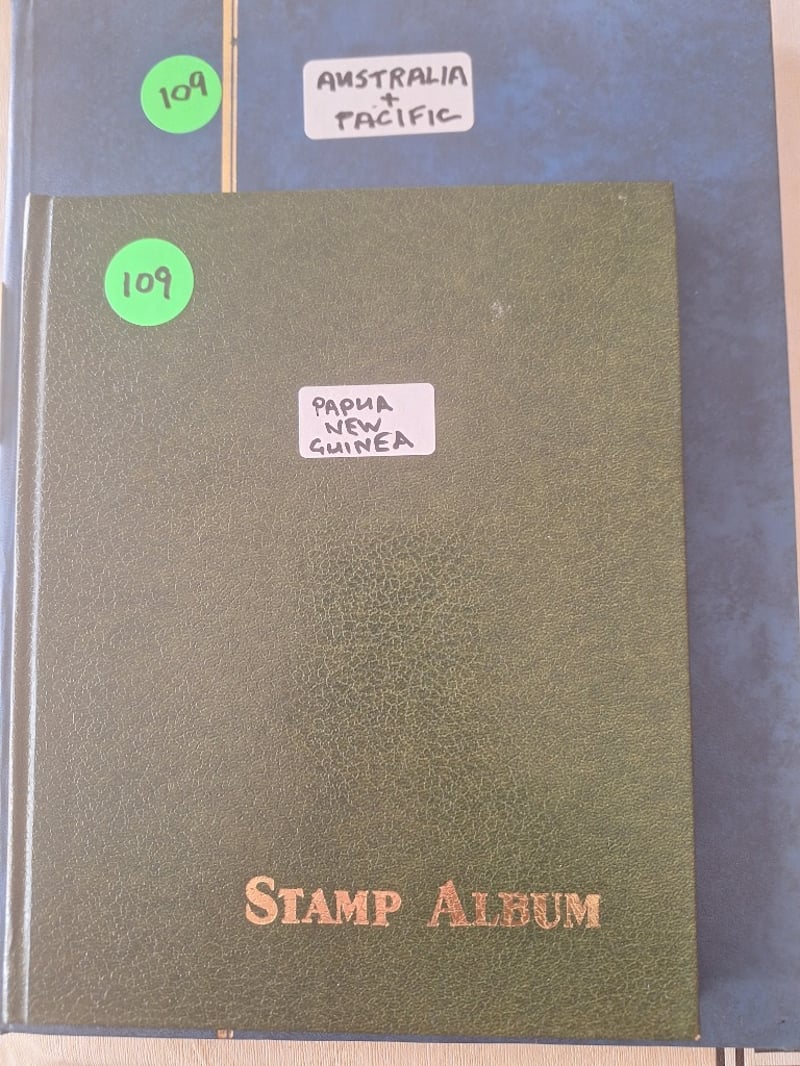 109
AUSTRALIA
+
PACIFIC
109
PAPUA
NEW
GUINEA
STAMP ALBUM